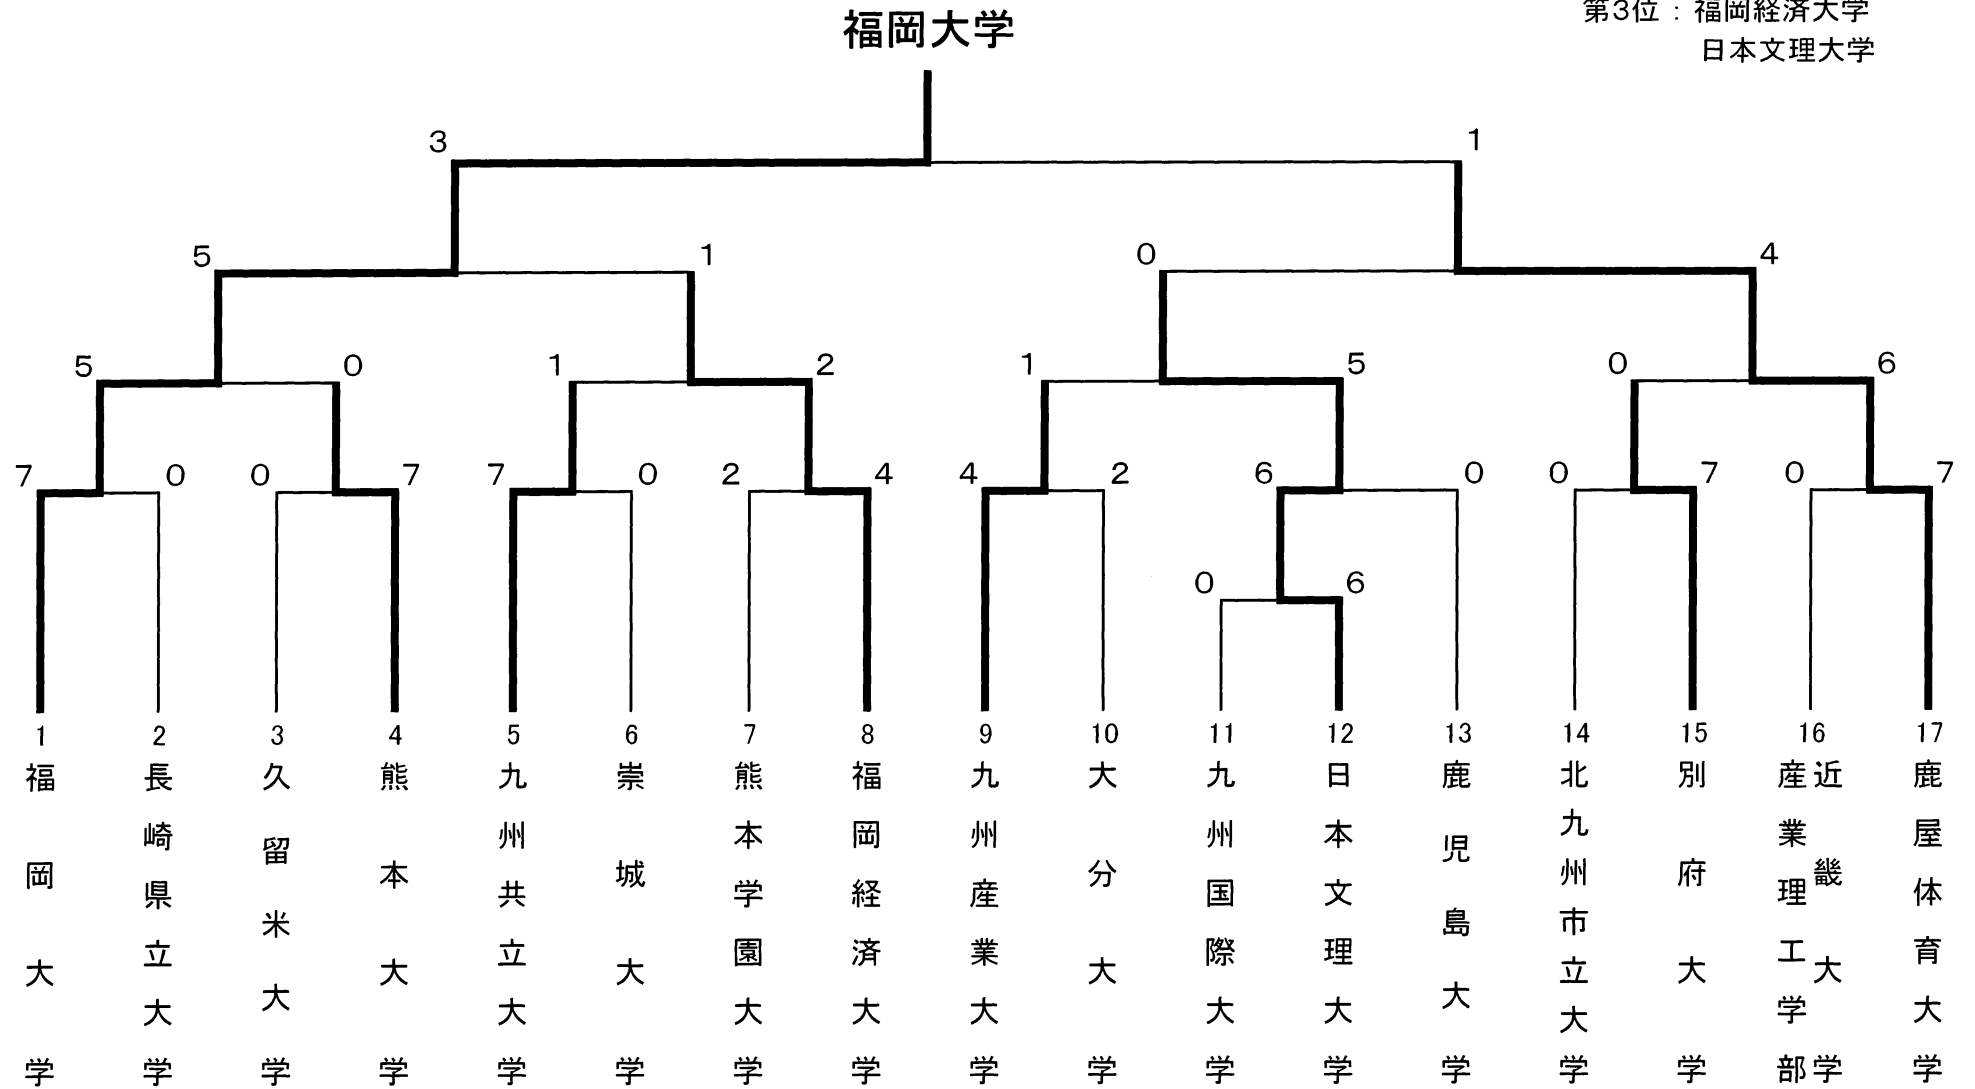 福岡大学
第3位：福岡経済大学
日本文理大学
3 1
5 1 0 4
5 0 1 2 1 5 0 6
7 0 0 7 7 0 2 4 4 2 6 0 0 7 0 7
0 6
1 2 3 4 5 6 7 8 9 10 11 12 13 14 15 16 17
福岡大学
長崎県立大学
久留米大学
熊本大学
九州共立大学
崇城大学
熊本学園大学
福岡経済大学
九州産業大学
大分大学
九州国際大学
日本文理大学
鹿児島大学
北九州市立大学
別府大学
近畿大学
産業理工学部
鹿屋体育大学